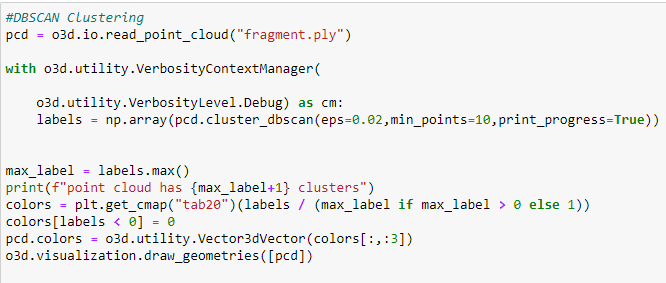 #DBSCAN Clustering
pcd = o3d.io.read_point_cloud("fragment.ply")
with o3d.utility.VerbosityContextManager(
o3d.utility.VerbosityLevel.Debug) as cm:
labels = np.array(pcd.cluster_dbscan(eps=0.02,min_points=10,print_progress=True))
max_label = labels.max()
print(f"point cloud has {max_label+1} clusters")
colors = plt.get_cmap("tab20")(labels / (max_label if max_label > 0 else 1))
colors[labels < 0] = 0
pcd.colors = o3d.utility.Vector3dVector(colors[:,:3])
o3d.visualization.draw_geometries([pcd])